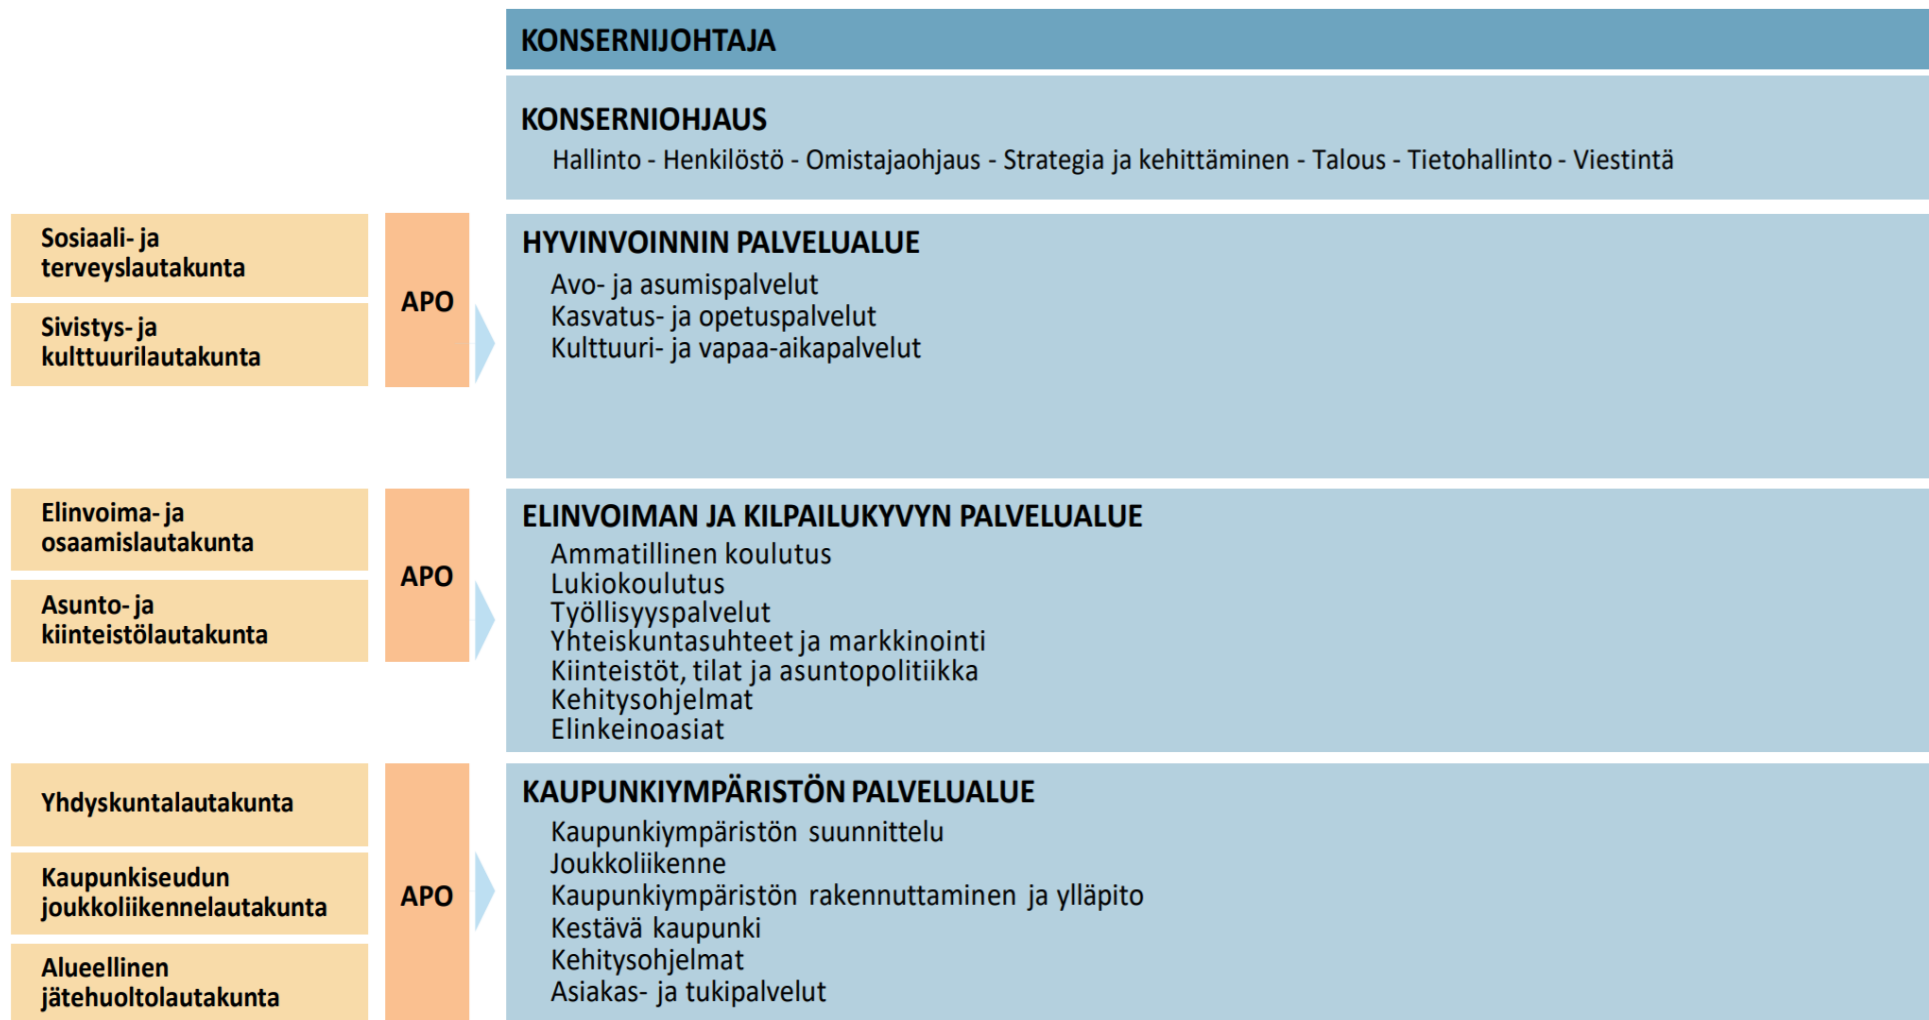 KONSERNIJOHTAJA
KONSERNIOHJAUS
Hallinto - Henkilöstö - Omistajaohjaus - Strategia ja kehittäminen - Talous - Tietohallinto - Viestintä
Sosiaali- ja
terveyslautakunta
Sivistys- ja
kulttuurilautakunta
APO
HYVINVOINNIN PALVELUALUE
Avo- ja asumispalvelut
Kasvatus- ja opetuspalvelut
Kulttuuri- ja vapaa-aikapalvelut
Elinvoima- ja
osaamislautakunta
Asunto- ja
kiinteistölautakunta
APO
ELINVOIMAN JA KILPAILUKYVYN PALVELUALUE
Ammatillinen koulutus
Lukiokoulutus
Työllisyyspalvelut
Yhteiskuntasuhteet ja markkinointi
Kiinteistöt, tilat ja asuntopolitiikka
Kehitysohjelmat
Elinkeinoasiat
Yhdyskuntalautakunta
Kaupunkiseudun
joukkoliikennelautakunta
Alueellinen
jätehuoltolautakunta
APO
KAUPUNKIYMPÄRISTÖN PALVELUALUE
Kaupunkiympäristön suunnittelu
Joukkoliikenne
Kaupunkiympäristön rakennuttaminen ja ylläpito
Kestävä kaupunki
Kehitysohjelmat
Asiakas- ja tukipalvelut